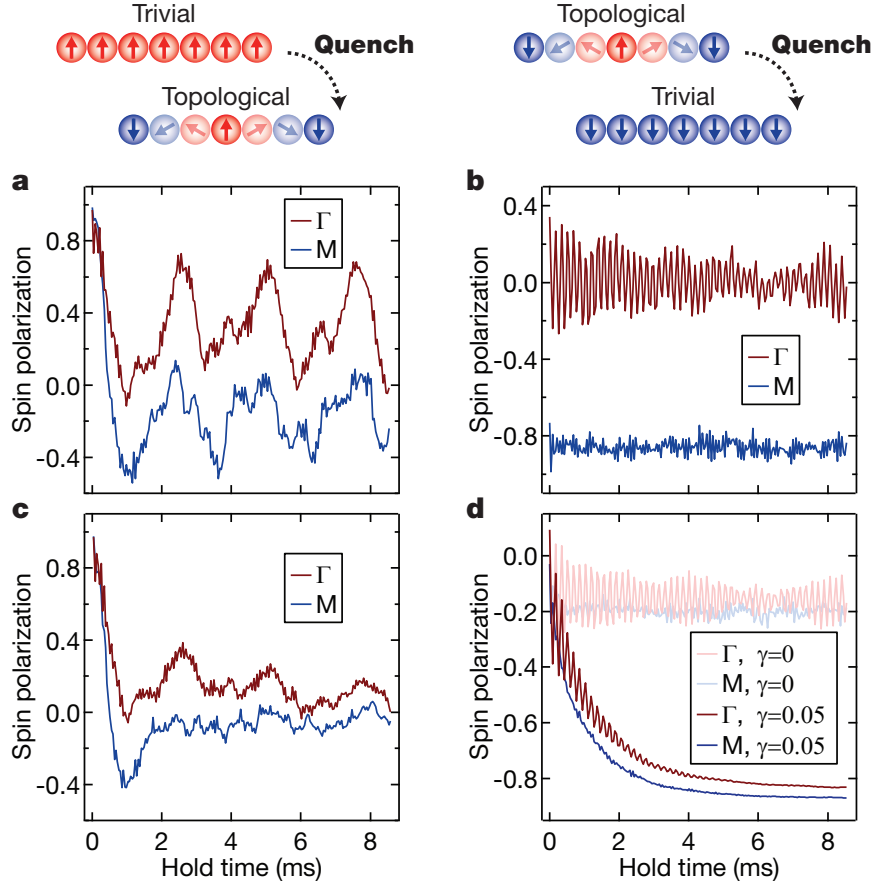 Trivial
Quench
Topological
Topological
Quench
Trivial
a
Spin polarization
0.8
0.4
0.0
-0.4
Γ
M
b
Spin polarization
0.4
0.0
-0.4
-0.8
Γ
M
c
Spin polarization
0.8
0.4
0.0
-0.4
Γ
M
0 2 4 6 8
Hold time (ms)
d
Spin polarization
0.0
-0.2
-0.4
-0.6
-0.8
Γ, γ=0
M, γ=0
Γ, γ=0.05
M, γ=0.05
0 2 4 6 8
Hold time (ms)